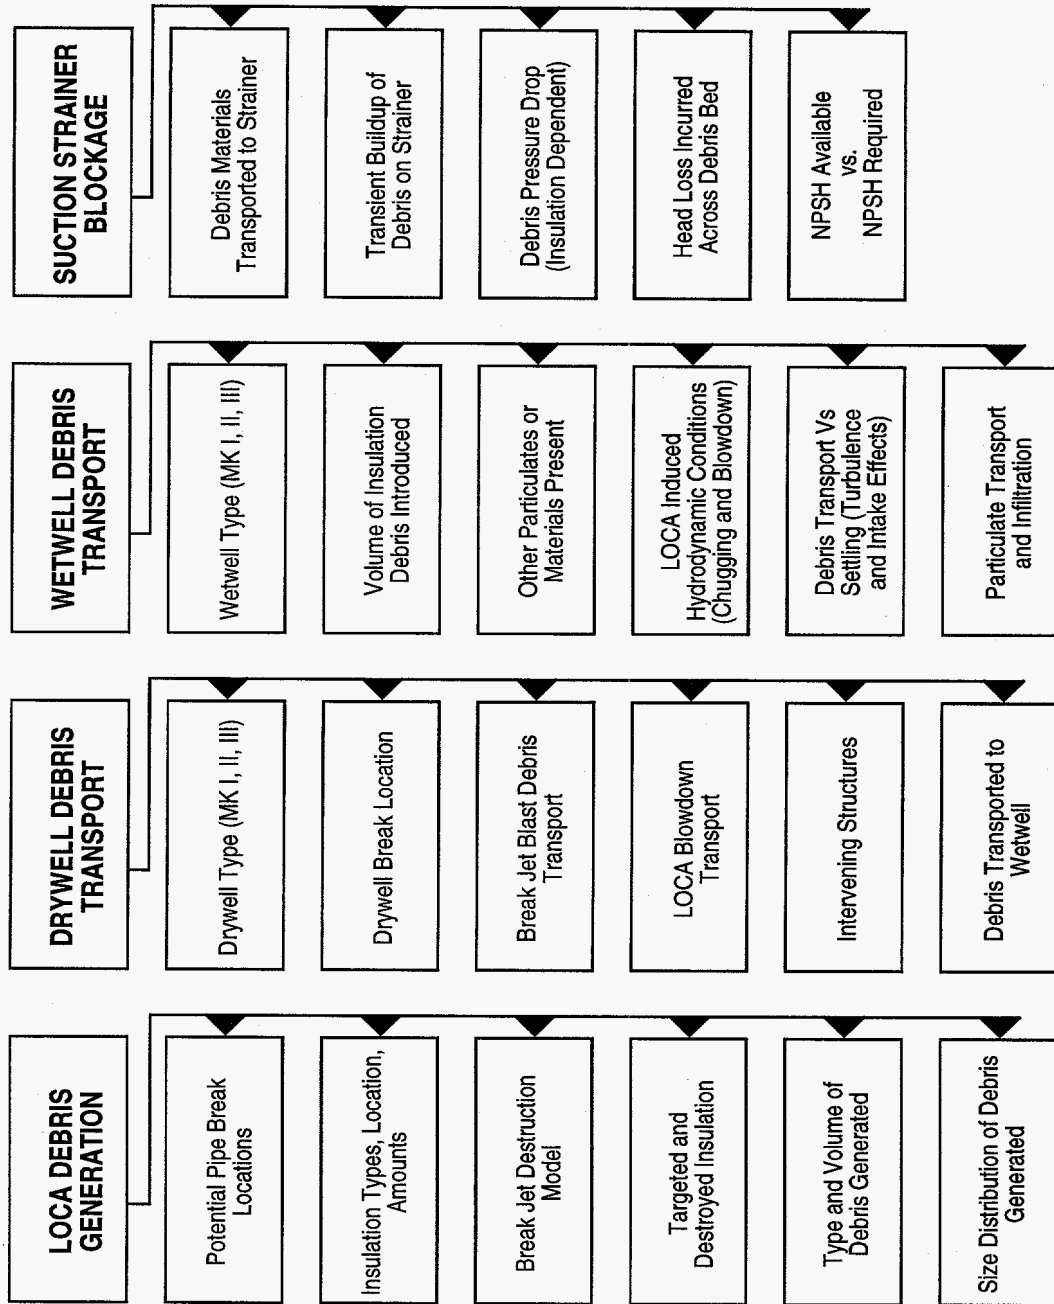 LOCA DEBRIS
GENERATION
Potential Pipe Break
Locations
Insulation Types, Location,
Amounts
Break Jet Destruction
Model
Targeted and
Destroyed Insulation
Type and Volume of
Debris Generated
Size Distribution of Debris
Generated
DRYWELL DEBRIS
TRANSPORT
Drywell Type (MK I, II, III)
Drywell Break Location
Break Jet Blast Debris
Transport
LOCA Blowdown
Transport
Intervening Structures
Debris Transported to
Wetwell
WETWELL DEBRIS
TRANSPORT
Wetwell Type (MK I, II, III)
Volume of Insulation
Debris Introduced
Other Particulates or
Materials Present
LOCA Induced
Hydrodynamic Conditions
(Chugging and Blowdown)
Debris Transport Vs
Settling (Turbulence
and Intake Effects)
Particulate Transport
and Infiltration
SUCTION STRAINER
BLOCKAGE
Debris Materials
Transported to Strainer
Transient Buildup of
Debris on Strainer
Debris Pressure Drop
(Insulation Dependent)
Head Loss Incurred
Across Debris Bed
NPSH Available
vs.
NPSH Required